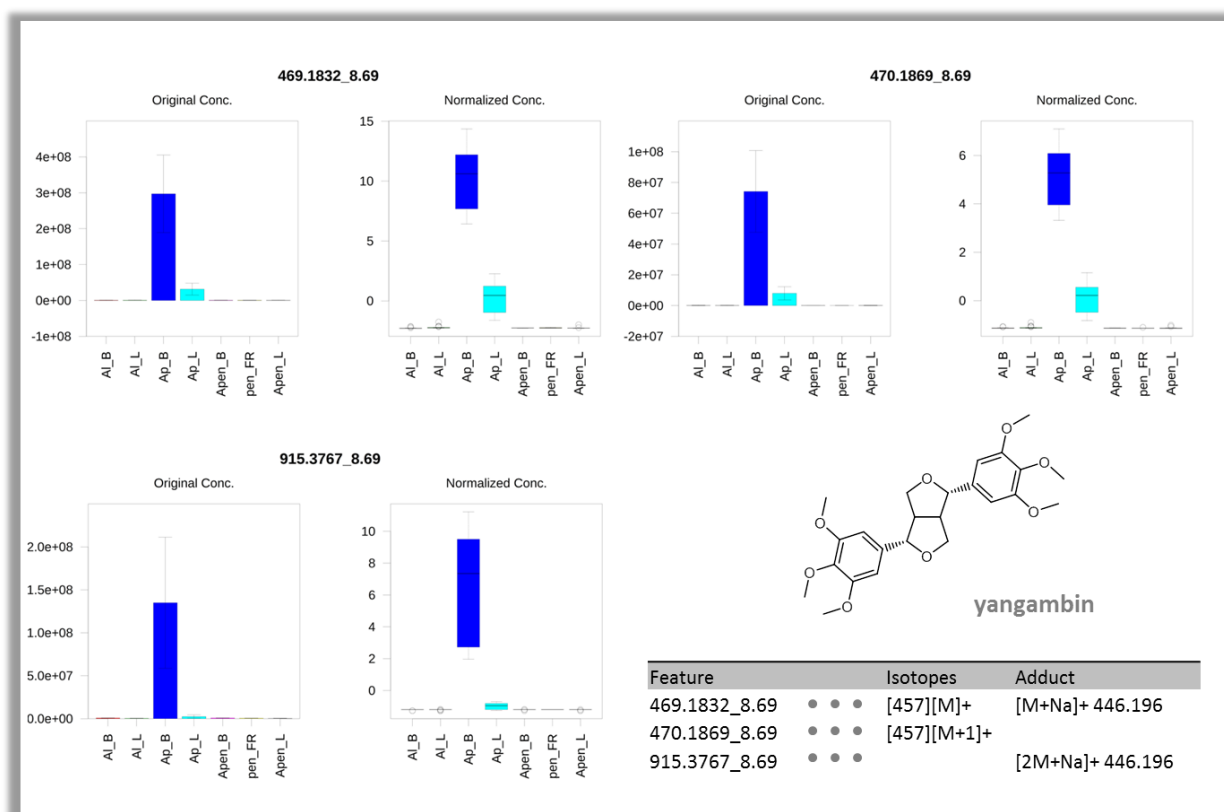 469.1832_8.69
Original Conc.
4e+08
3e+08
2e+08
1e+08
0e+00
-1e+08
Al_B
Al_L
Ap_B
Ap_L
Apen_B
pen_FR
Apen_L
Normalized Conc.
15
10
5
0
Al_B
Al_L
Ap_B
Ap_L
Apen_B
pen_FR
Apen_L
470.1869_8.69
Original Conc.
1e+08
8e+07
6e+07
4e+07
2e+07
0e+00
-2e+07
Al_B
Al_L
Ap_B
Ap_L
Apen_B
pen_FR
Apen_L
Normalized Conc.
6
4
2
0
Al_B
Al_L
Ap_B
Ap_L
Apen_B
pen_FR
Apen_L
915.3767_8.69
Original Conc.
2.0e+08
1.5e+08
1.0e+08
5.0e+07
0.0e+00
Al_B
Al_L
Ap_B
Ap_L
Apen_B
pen_FR
Apen_L
Normalized Conc.
10
8
6
4
2
0
Al_B
Al_L
Ap_B
Ap_L
Apen_B
pen_FR
Apen_L
O
O
O
O
O
O
O
O
yangambin
Feature Isotopes Adduct
469.1832_8.69 [457][M]+ [M+Na]+ 446.196
470.1869_8.69 [457][M+1]+
915.3767_8.69 [2M+Na]+ 446.196